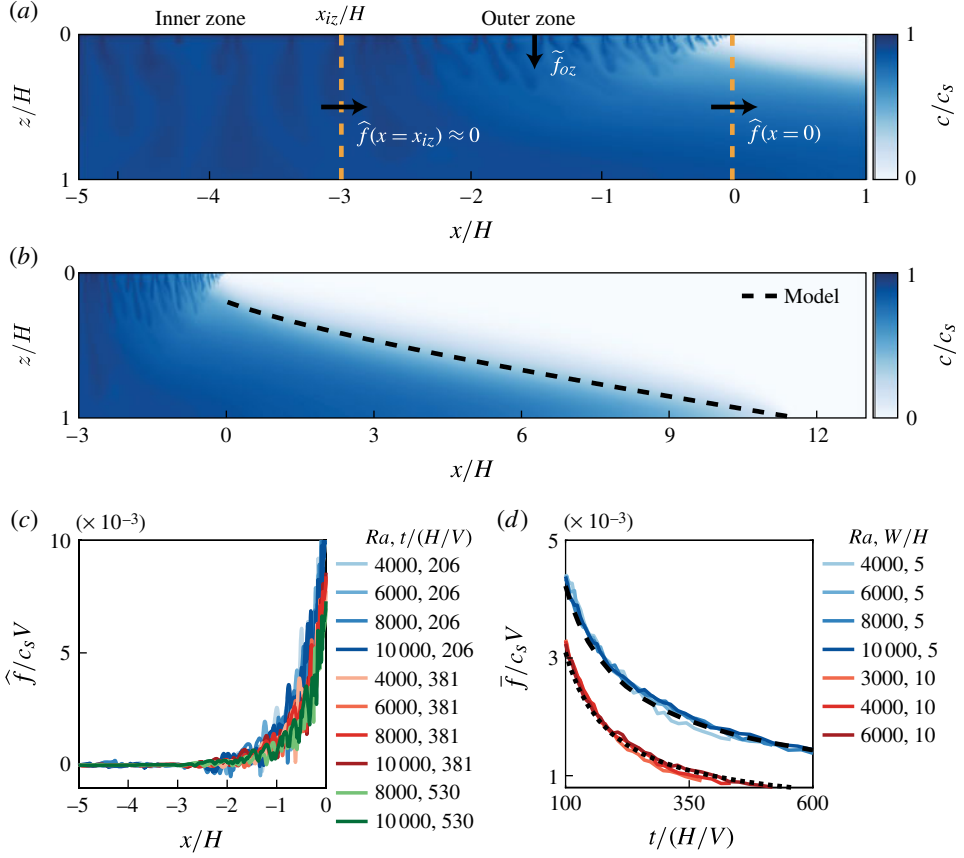 (a)
Inner zone
x_{iz}/H
Outer zone
0
z/H
1
\tilde{f}_{oz}
\hat{f}(x = x_{iz}) ≈ 0
\hat{f}(x = 0)
−5 −4 −3 −2 −1 0 1
x/H
1
c/c_s
0
(b)
0
z/H
1
Model
−3 0 3 6 9 12
x/H
1
c/c_s
0
(c)
(× 10^{−3})
10
5
0
\hat{f}/c_sV
−5 −4 −3 −2 −1 0
x/H
Ra, t/(H/V)
4000, 206
6000, 206
8000, 206
10 000, 206
4000, 381
6000, 381
8000, 381
10 000, 381
8000, 530
10 000, 530
(d)
(× 10^{−3})
5
3
1
\bar{f}/c_sV
100 350 600
t/(H/V)
Ra, W/H
4000, 5
6000, 5
8000, 5
10 000, 5
3000, 10
4000, 10
6000, 10